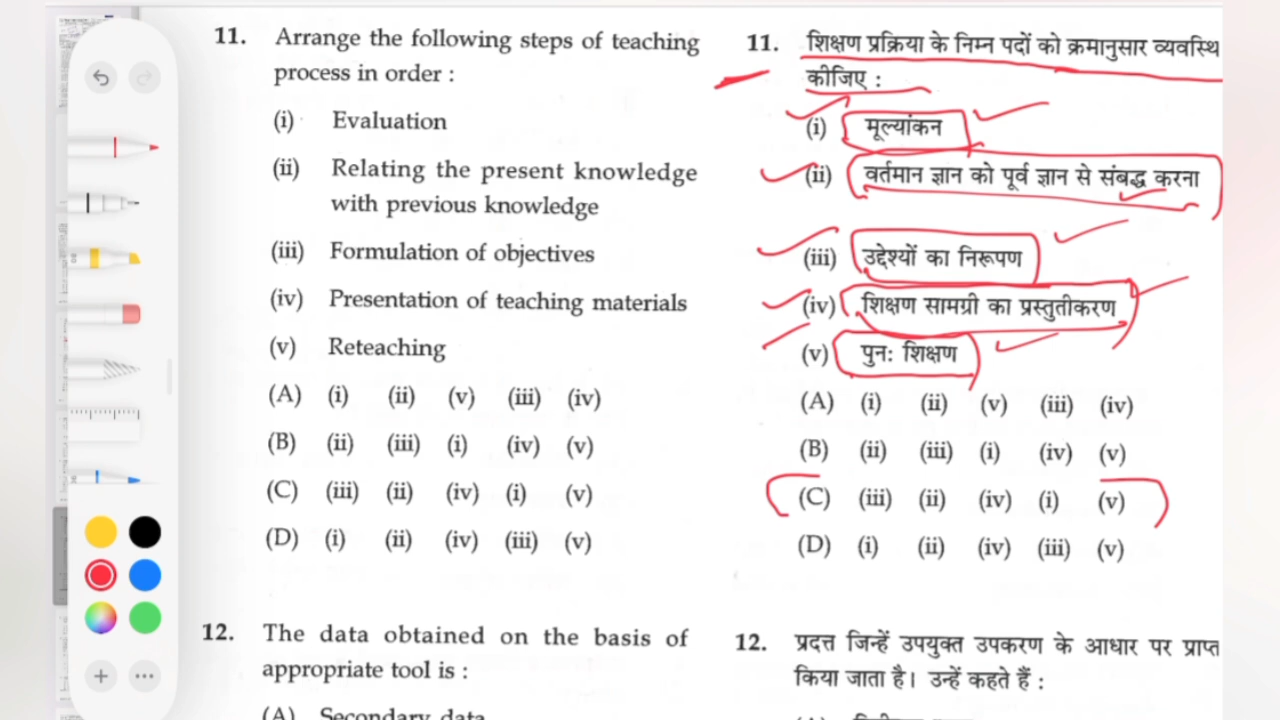 11. Arrange the following steps of teaching
process in order :
(i) Evaluation
(ii) Relating the present knowledge
with previous knowledge
(iii) Formulation of objectives
(iv) Presentation of teaching materials
(v) Reteaching
(A) (i) (ii) (v) (iii) (iv)
(B) (ii) (iii) (i) (iv) (v)
(C) (iii) (ii) (iv) (i) (v)
(D) (i) (ii) (iv) (iii) (v)
12. The data obtained on the basis of
appropriate tool is :
(A) Secondary data
11. शिक्षण प्रक्रिया के निम्न पदों को क्रमानुसार
कीजिए :
(i) मूल्यांकन
(ii) वर्तमान ज्ञान को पूर्व ज्ञान से संबद्ध करना
(iii) उद्देश्यों का निरूपण
(iv) शिक्षण सामग्री का प्रस्तुतीकरण
(v) पुनः शिक्षण
(A) (i) (ii) (v) (iii) (iv)
(B) (ii) (iii) (i) (iv) (v)
(C) (iii) (ii) (iv) (i) (v)
(D) (i) (ii) (iv) (iii) (v)
12. प्रदत्त जिन्हें उपयुक्त उपकरण के आधार पर प्राप्त
किया जाता है। उन्हें कहते हैं :